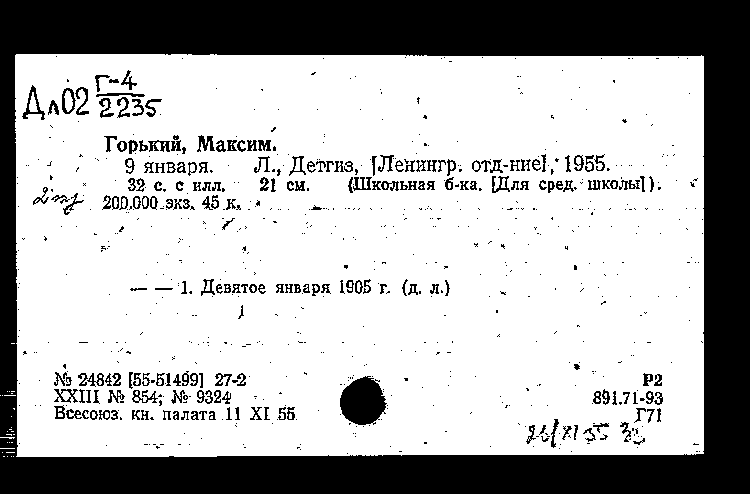 Г-4
Дл02 2235
Горький, Максим.
9 января. Л., Детгиз, [Ленингр. отд-ние], 1955.
32 с. с илл. 21 см. (Школьная б-ка. [Для сред. школы]).
2 экз
200.000 экз. 45 к.
— — 1. Девятое января 1905 г. (д. л.)
№ 24842 [55-51499] 27-2 Р2
XXIII № 854; № 9324 891.71-93
Всесоюз. кн. палата 11 XI 55 Г71